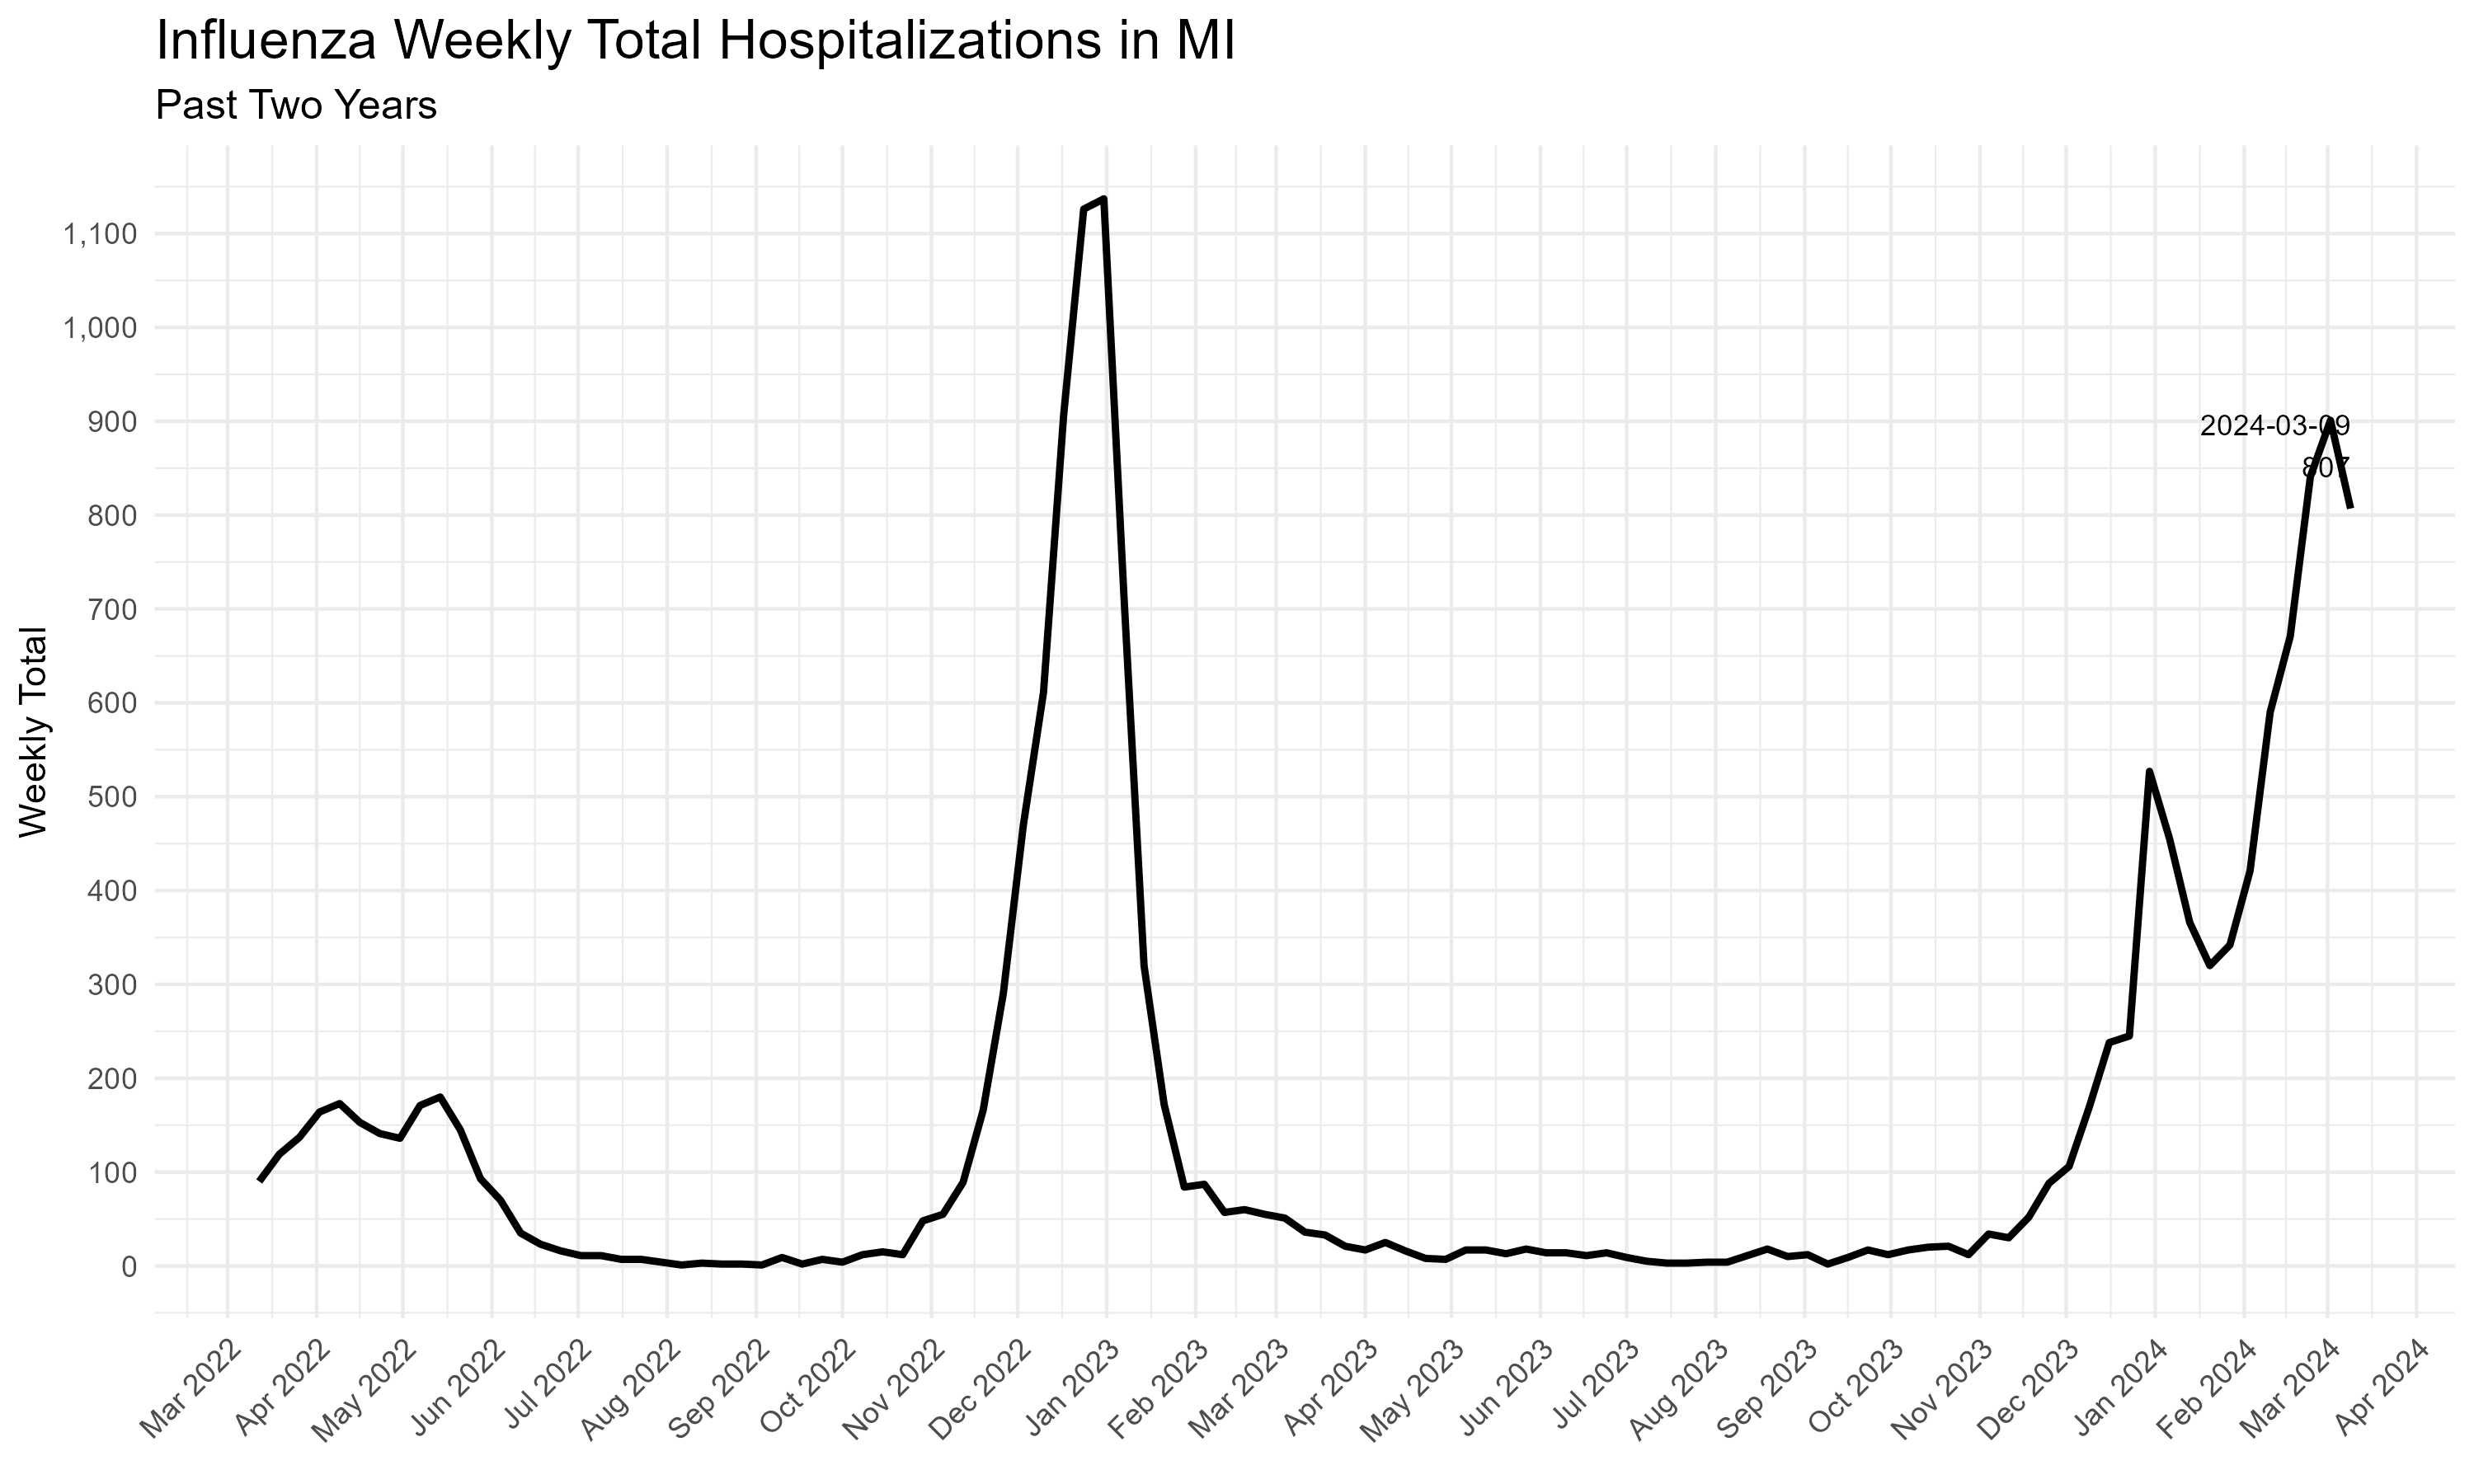 Influenza Weekly Total Hospitalizations in MI
Past Two Years
Weekly Total
1,100
1,000
900
800
700
600
500
400
300
200
100
0
2024-03-09
807
Mar 2022
Apr 2022
May 2022
Jun 2022
Jul 2022
Aug 2022
Sep 2022
Oct 2022
Nov 2022
Dec 2022
Jan 2023
Feb 2023
Mar 2023
Apr 2023
May 2023
Jun 2023
Jul 2023
Aug 2023
Sep 2023
Oct 2023
Nov 2023
Dec 2023
Jan 2024
Feb 2024
Mar 2024
Apr 2024